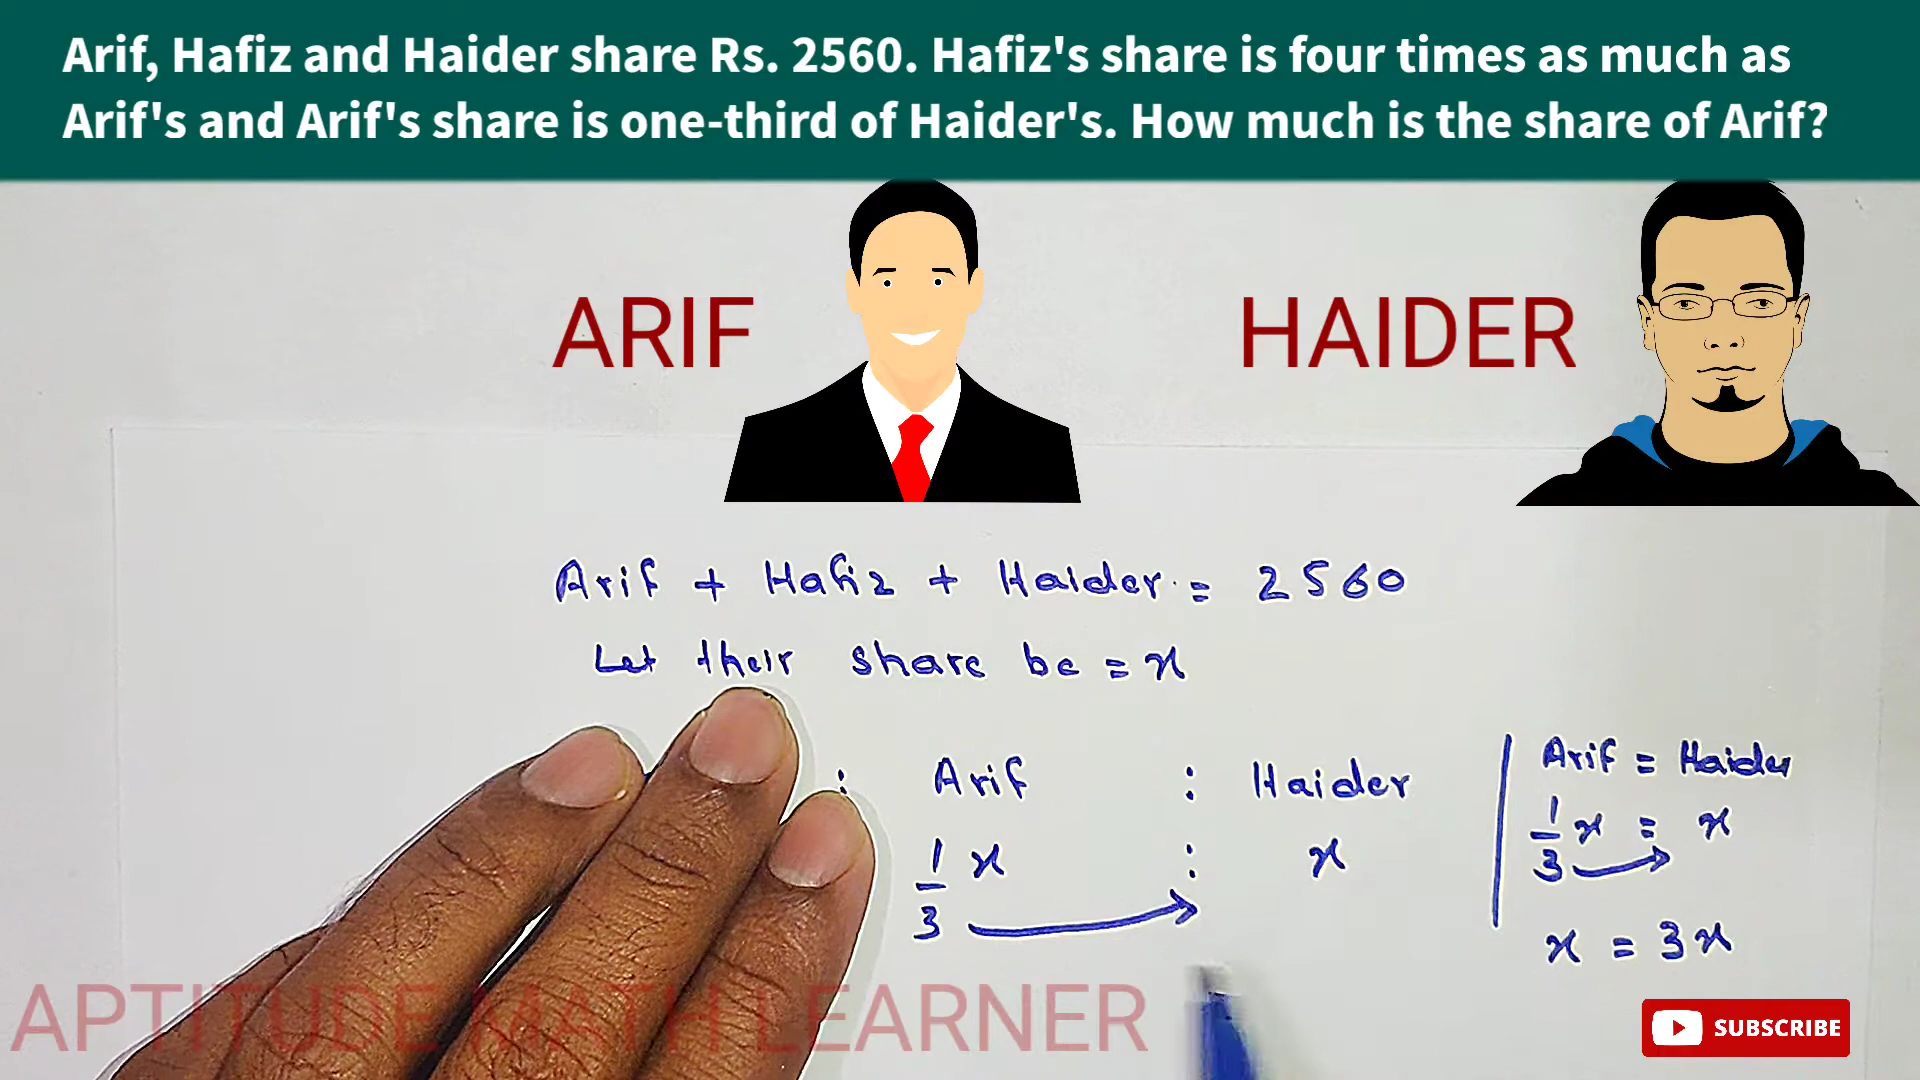 Arif, Hafiz and Haider share Rs. 2560. Hafiz's share is four times as much as
Arif's and Arif's share is one-third of Haider's. How much is the share of Arif?
ARIF
HAIDER
Arif + Hafiz + Haider = 2560
Let their share be = x
: Arif : Haider
1/3 x : x
Arif = Haider
1/3 x = x
x = 3x
APTITUDE MATH LEARNER
SUBSCRIBE